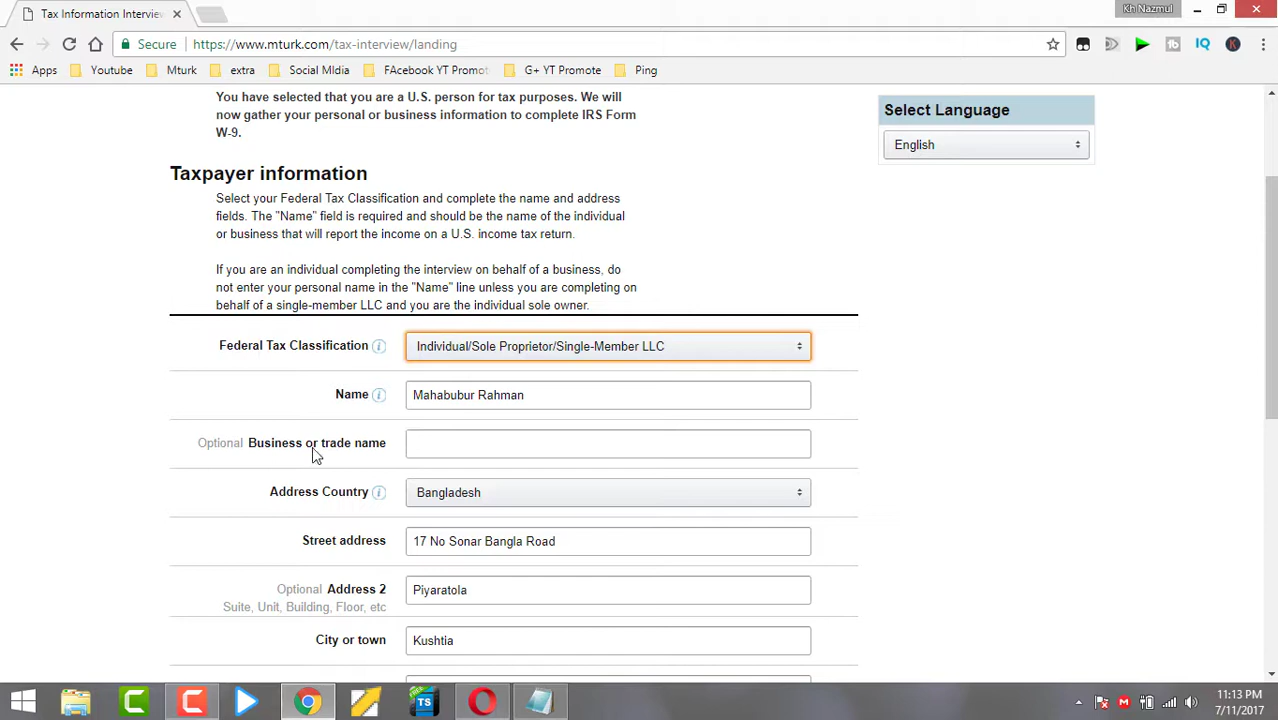 Tax Information Interview
Kh Nazmul
Secure
https://www.mturk.com/tax-interview/landing
Apps
Youtube
Mturk
extra
Social MIdia
FAcebook YT Promot
G+ YT Promote
Ping
You have selected that you are a U.S. person for tax purposes. We will
now gather your personal or business information to complete IRS Form
W-9.
Select Language
English
Taxpayer information
Select your Federal Tax Classification and complete the name and address
fields. The "Name" field is required and should be the name of the individual
or business that will report the income on a U.S. income tax return.
If you are an individual completing the interview on behalf of a business, do
not enter your personal name in the "Name" line unless you are completing on
behalf of a single-member LLC and you are the individual sole owner.
Federal Tax Classification
Individual/Sole Proprietor/Single-Member LLC
Name
Mahabubur Rahman
Optional Business or trade name
Address Country
Bangladesh
Street address
17 No Sonar Bangla Road
Optional Address 2
Piyaratola
Suite, Unit, Building, Floor, etc
City or town
Kushtia
11:13 PM
7/11/2017